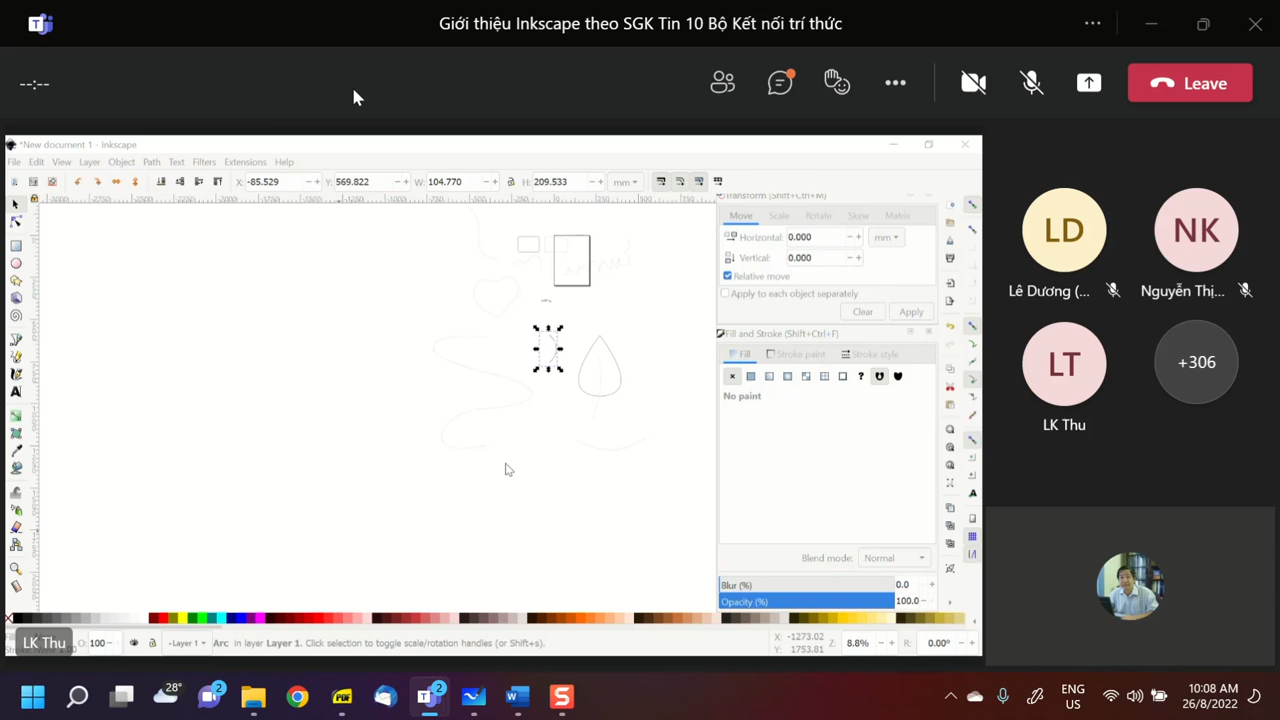 Giới thiệu Inkscape theo SGK Tin 10 Bộ Kết nối trí thức
--:--
Leave
*New document 1 - Inkscape
File Edit View Layer Object Path Text Filters Extensions Help
X: -85.529 Y: 569.822 W: 104.770 H: 209.533 mm
Transform (Shift+Ctrl+M)
Move Scale Rotate Skew Matrix
Horizontal: 0.000 mm
Vertical: 0.000
Relative move
Apply to each object separately
Clear Apply
Fill and Stroke (Shift+Ctrl+F)
Fill Stroke paint Stroke style
No paint
Blend mode: Normal
Blur (%) 0.0
Opacity (%) 100.0
LK Thu
O: 100 Layer 1 Arc in layer Layer 1. Click selection to toggle scale/rotation handles (or Shift+s).
X: -1273.02
Y: 1753.81
Z: 8.8% R: 0.00°
LD
NK
Lê Dương (...
Nguyễn Thị...
LT
+306
LK Thu
28°
2
PDF
2
W
S
ENG
US
10:08 AM
26/8/2022